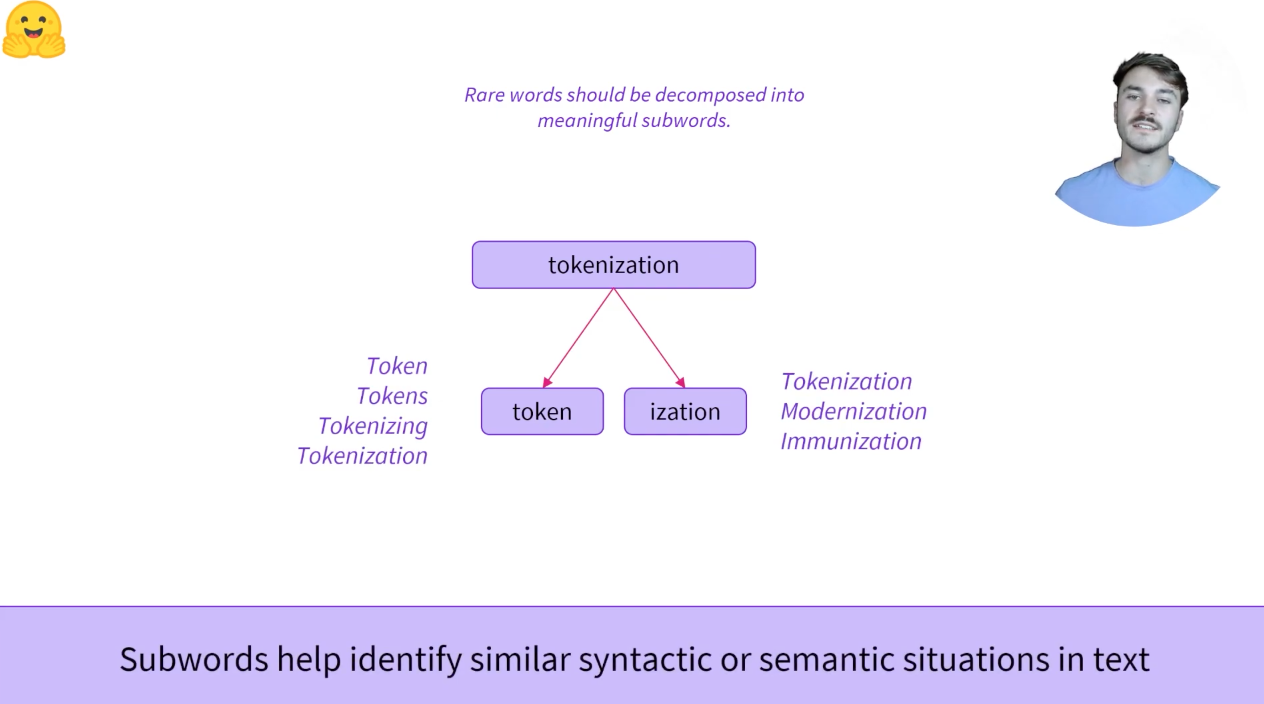 Rare words should be decomposed into
meaningful subwords.
tokenization
Token
Tokens
Tokenizing
Tokenization
token
ization
Tokenization
Modernization
Immunization
Subwords help identify similar syntactic or semantic situations in text